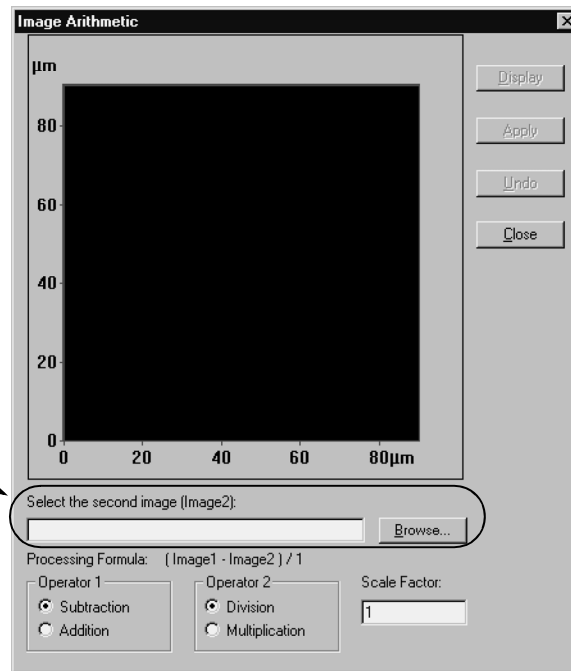 Image Arithmetic
µm
80
60
40
20
0
0 20 40 60 80µm
Display
Apply
Undo
Close
Select the second image (Image2):
Browse...
Processing Formula: ( Image1 - Image2 ) / 1
Operator 1
Subtraction
Addition
Operator 2
Division
Multiplication
Scale Factor:
1